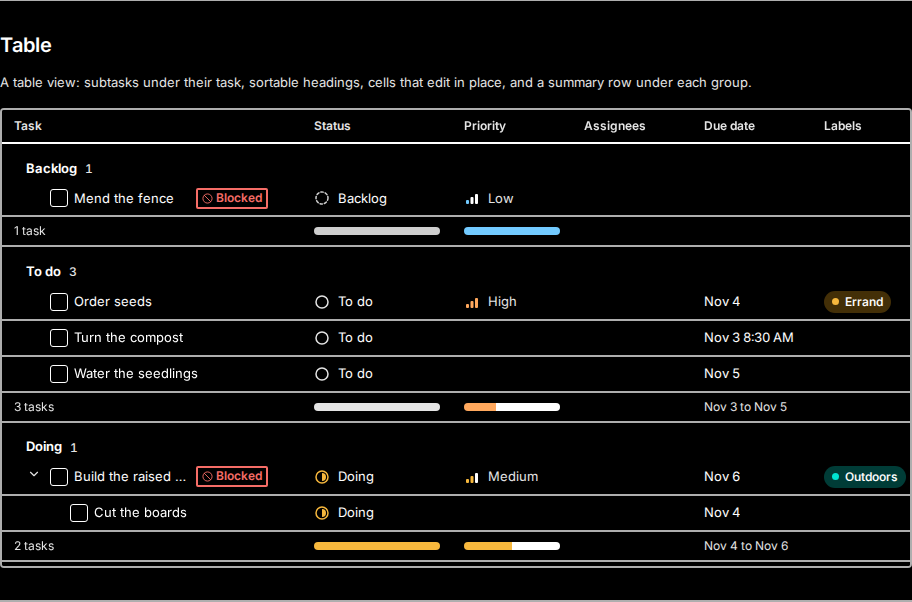 Table
A table view: subtasks under their task, sortable headings, cells that edit in place, and a summary row under each group.
Task Status Priority Assignees Due date Labels
Backlog 1
Mend the fence Blocked Backlog Low
1 task
To do 3
Order seeds To do High Nov 4 Errand
Turn the compost To do Nov 3 8:30 AM
Water the seedlings To do Nov 5
3 tasks Nov 3 to Nov 5
Doing 1
Build the raised ... Blocked Doing Medium Nov 6 Outdoors
Cut the boards Doing Nov 4
2 tasks Nov 4 to Nov 6